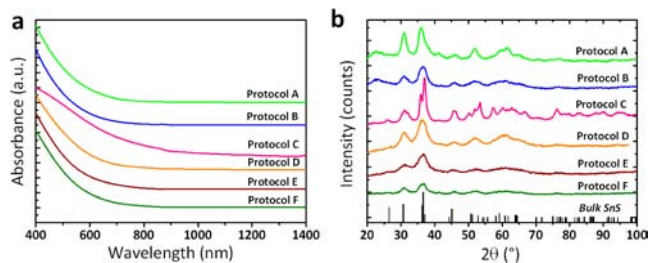 a
Absorbance (a.u.)
Protocol A
Protocol B
Protocol C
Protocol D
Protocol E
Protocol F
400 600 800 1000 1200 1400
Wavelength (nm)
b
Intensity (counts)
Protocol A
Protocol B
Protocol C
Protocol D
Protocol E
Protocol F
Bulk SnS
20 30 40 50 60 70 80 90 100
2θ (°)